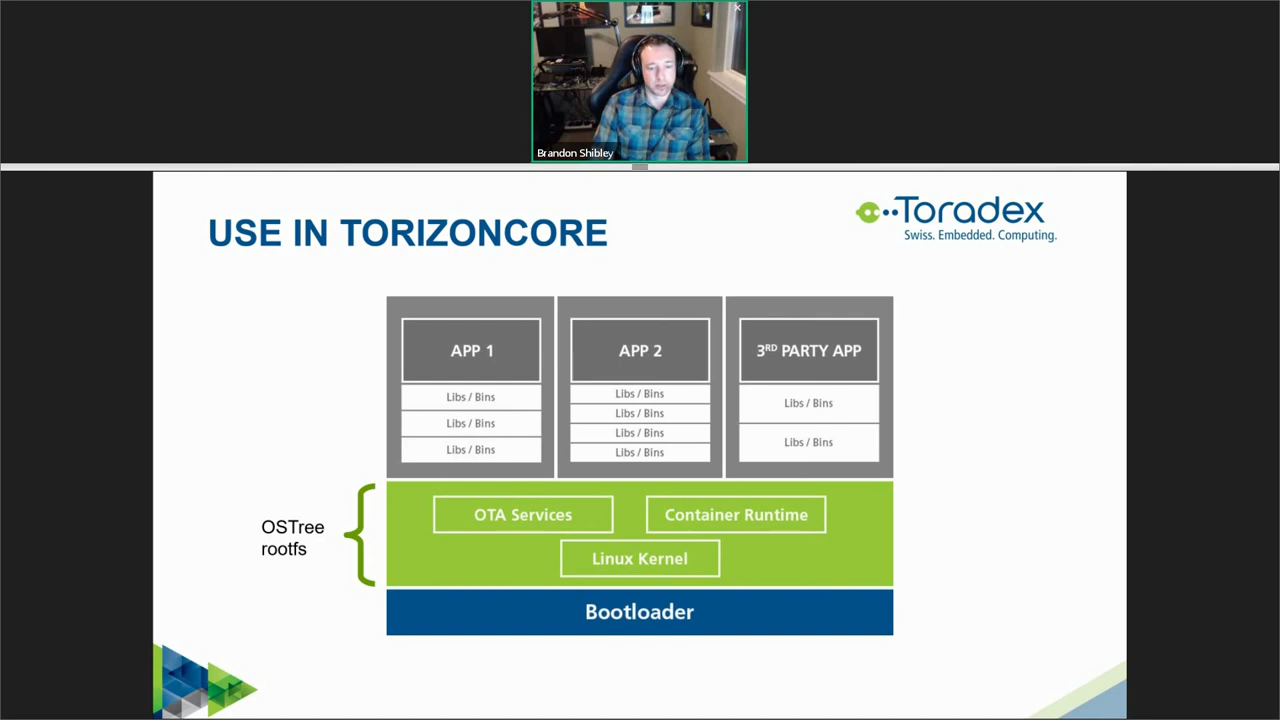 Brandon Shibley
USE IN TORIZONCORE
Toradex
Swiss. Embedded. Computing.
APP 1
Libs / Bins
Libs / Bins
Libs / Bins
APP 2
Libs / Bins
Libs / Bins
Libs / Bins
Libs / Bins
3RD PARTY APP
Libs / Bins
Libs / Bins
OSTree
rootfs
OTA Services
Container Runtime
Linux Kernel
Bootloader